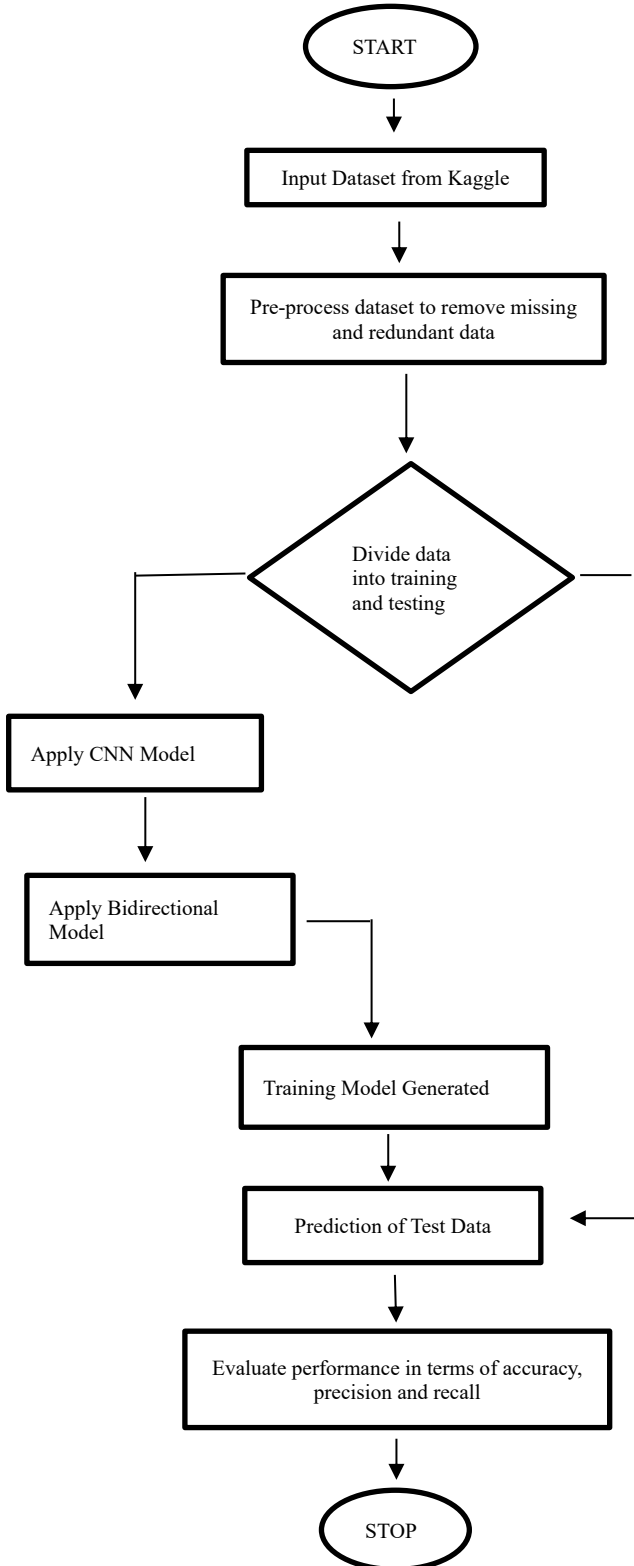 START
Input Dataset from Kaggle
Pre-process dataset to remove missing
and redundant data
Divide data
into training
and testing
Apply CNN Model
Apply Bidirectional
Model
Training Model Generated
Prediction of Test Data
Evaluate performance in terms of accuracy,
precision and recall
STOP